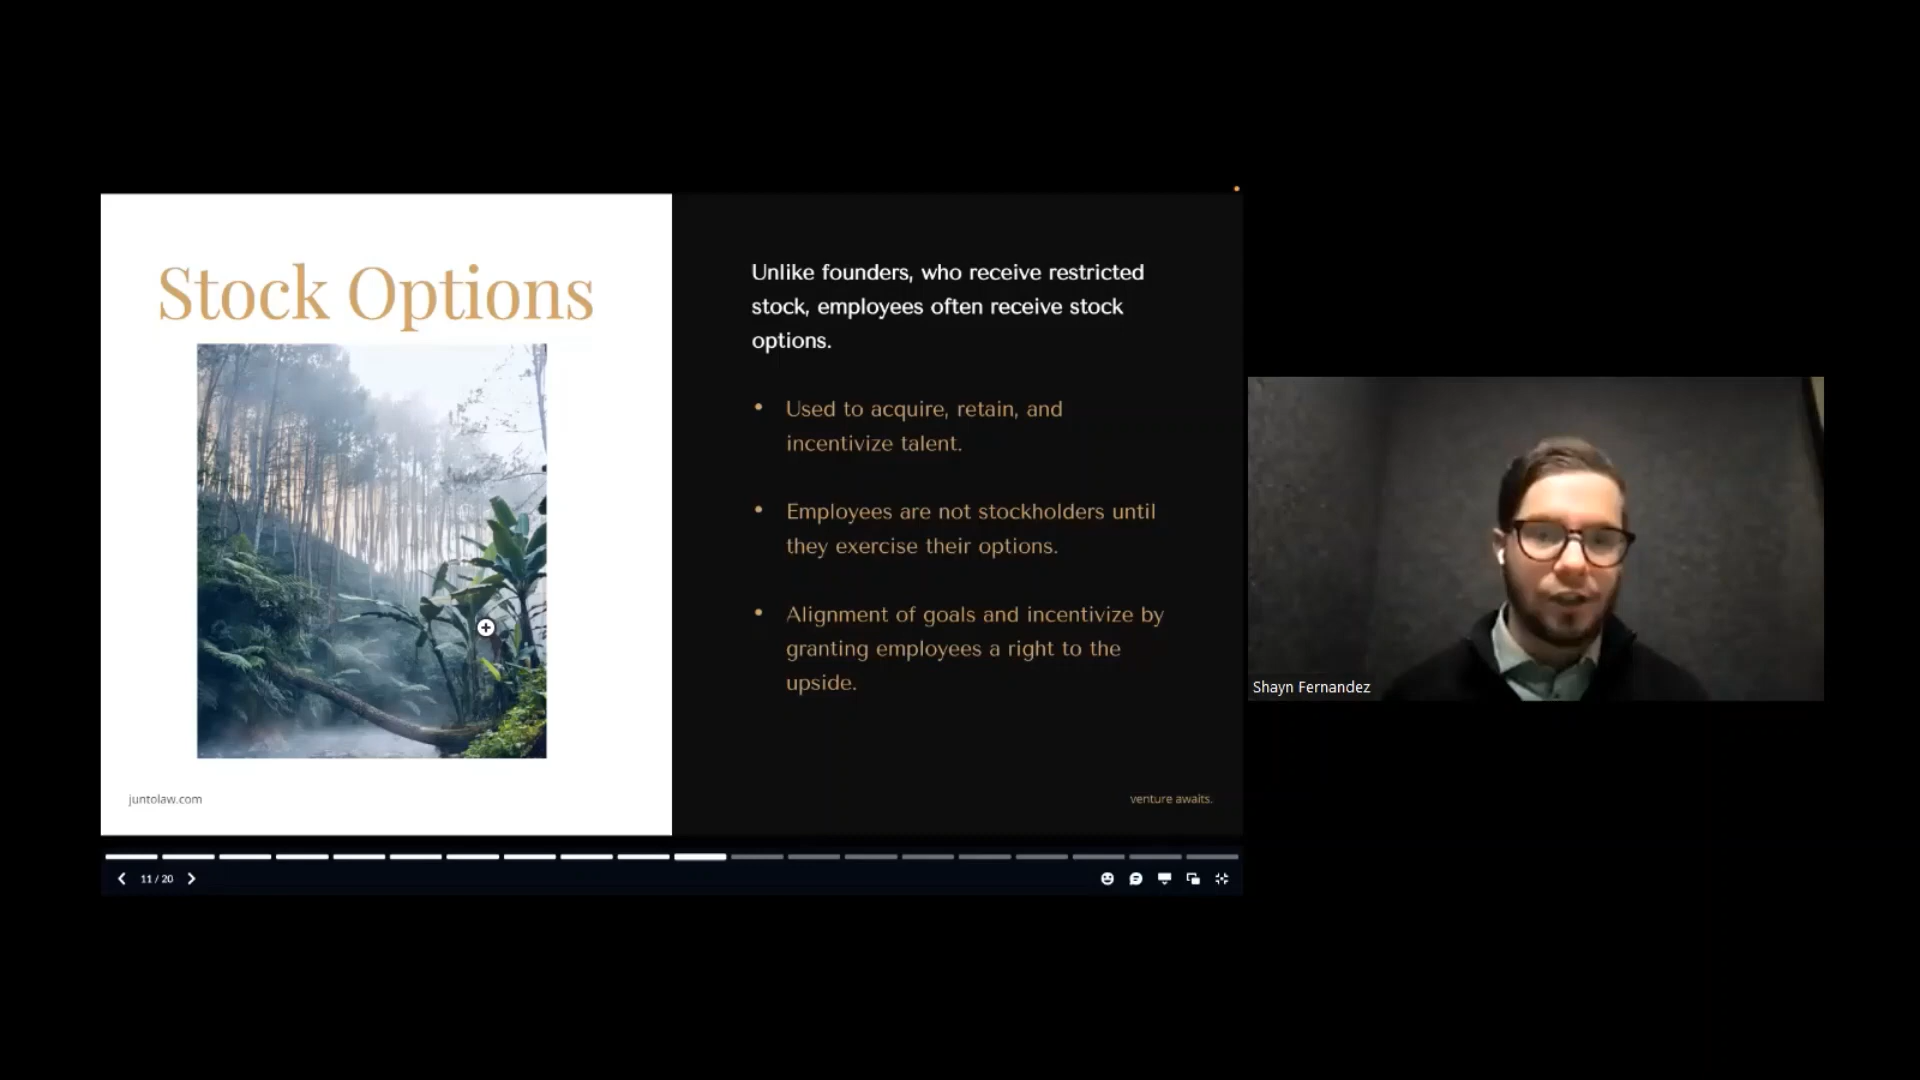 Stock Options
juntolaw.com
Unlike founders, who receive restricted
stock, employees often receive stock
options.
• Used to acquire, retain, and
incentivize talent.
• Employees are not stockholders until
they exercise their options.
• Alignment of goals and incentivize by
granting employees a right to the
upside.
venture awaits.
11 / 20
Shayn Fernandez